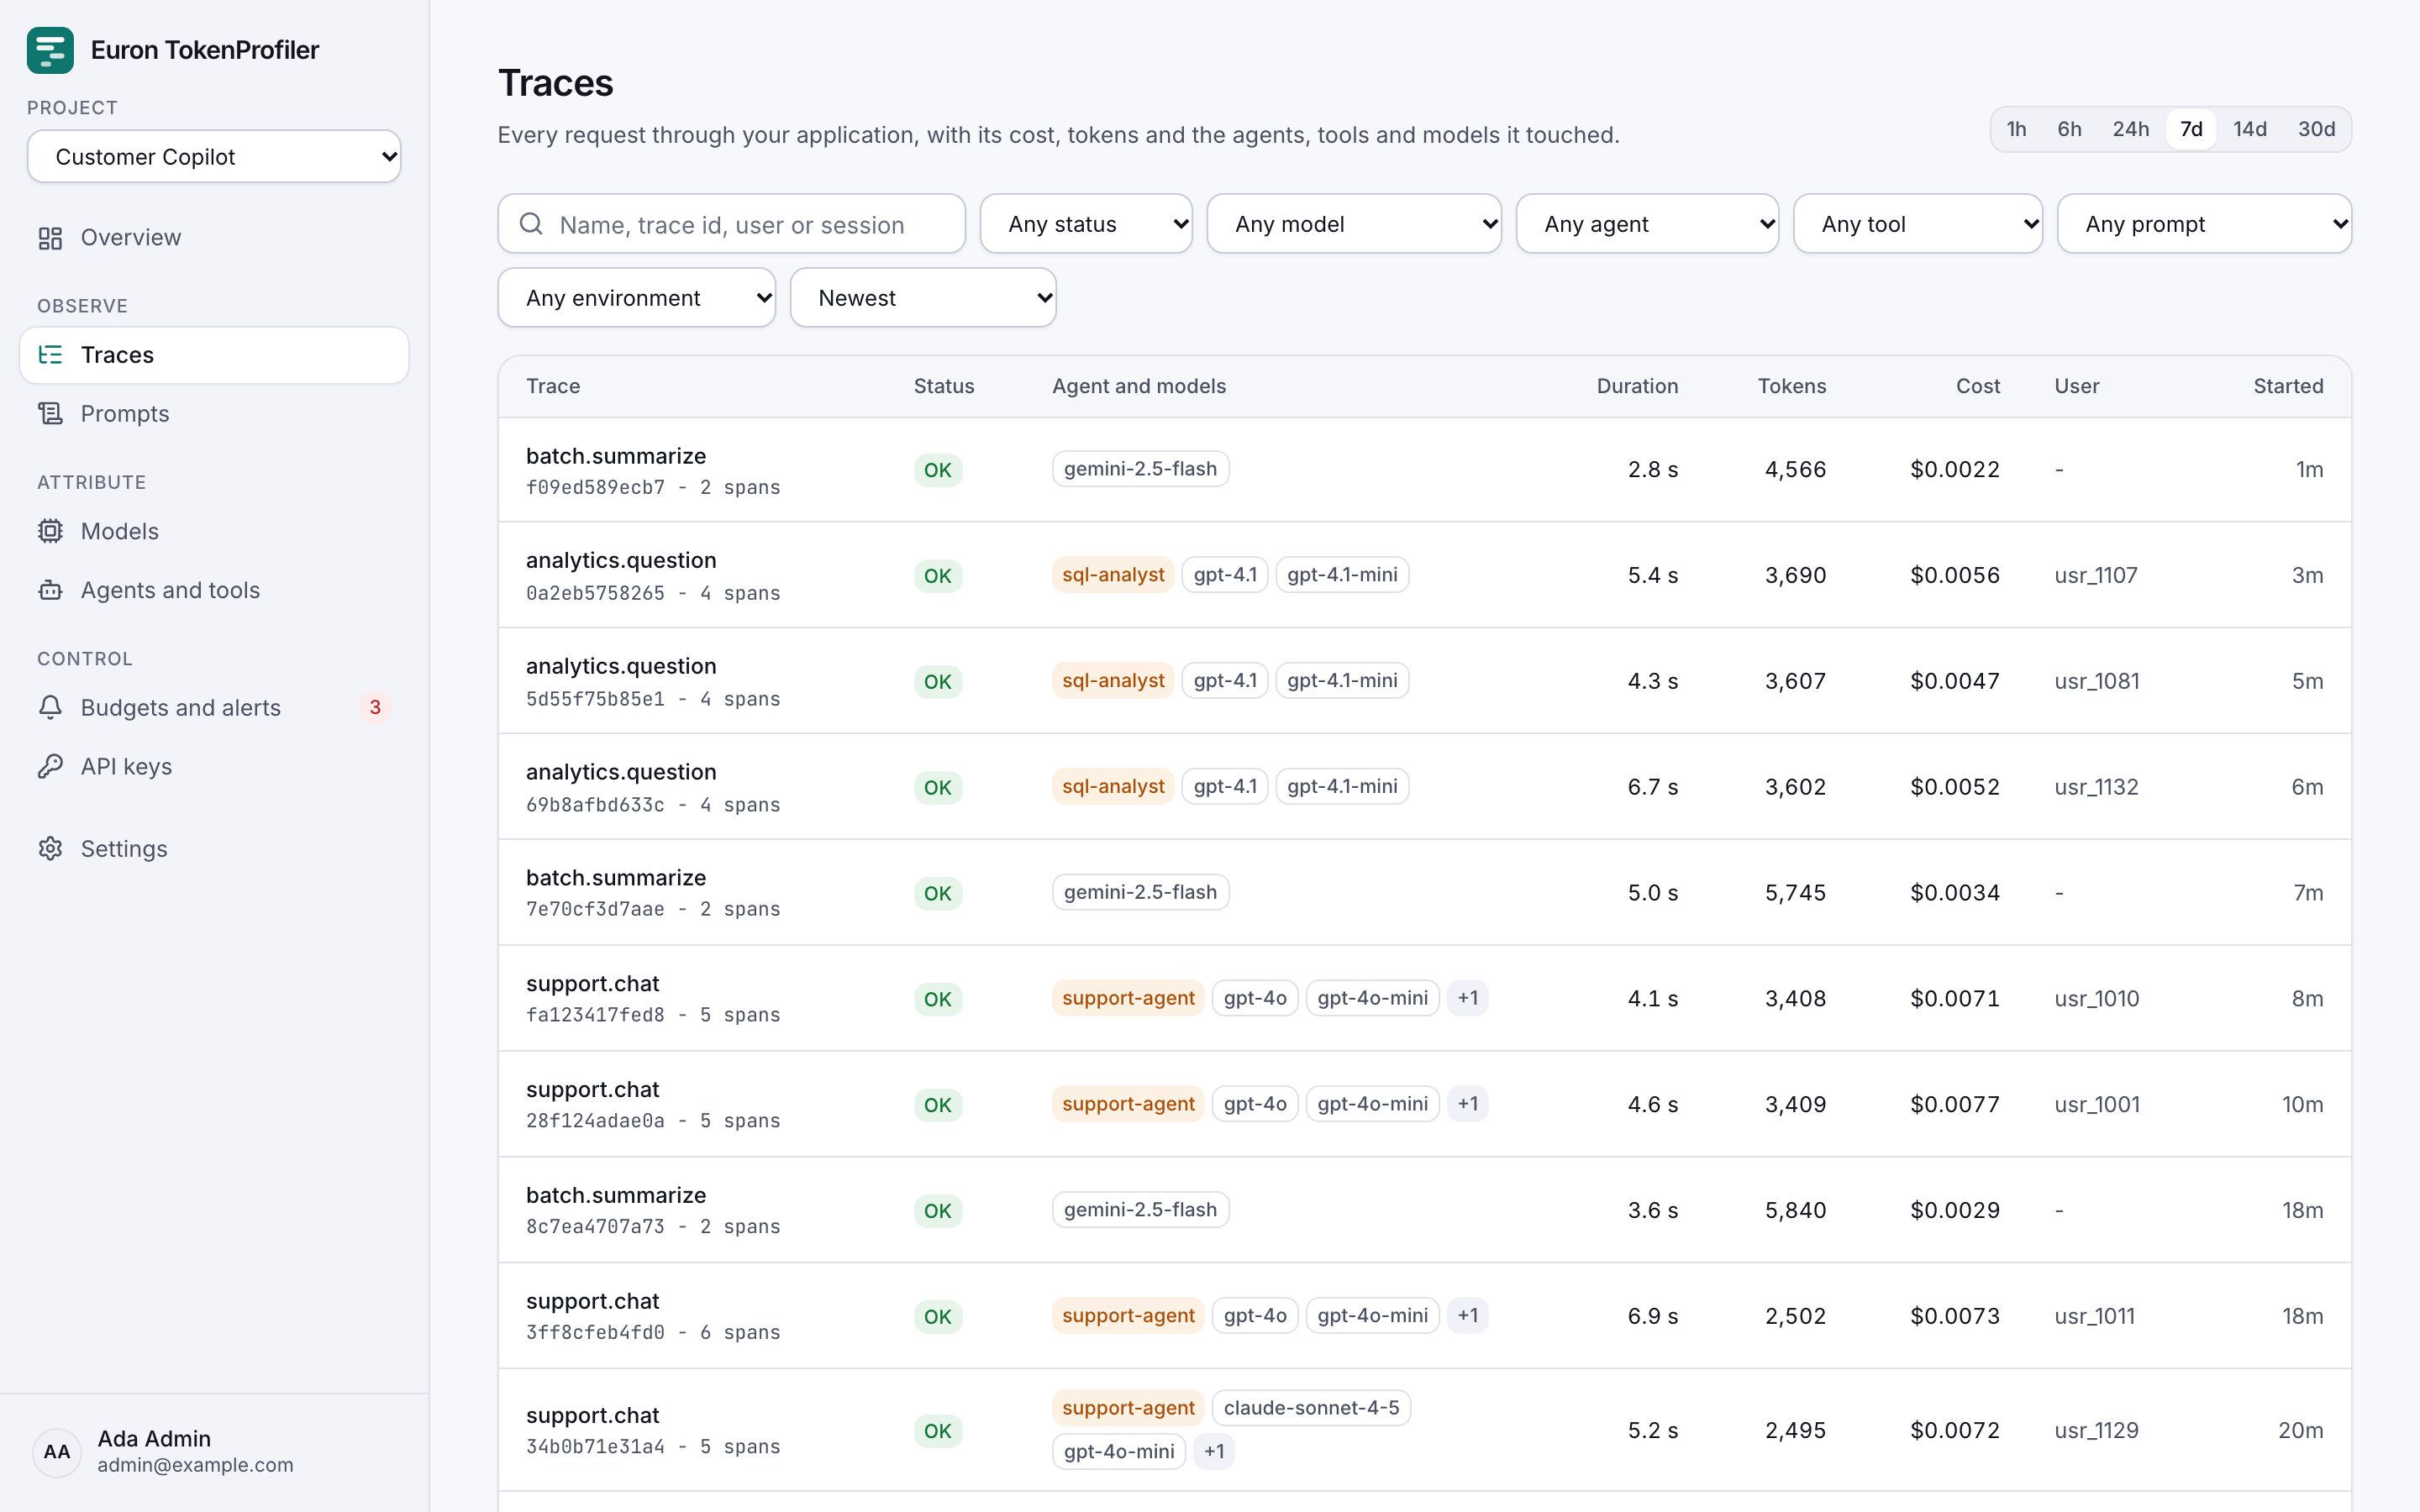 Euron TokenProfiler
PROJECT
Customer Copilot
Overview
OBSERVE
Traces
Prompts
ATTRIBUTE
Models
Agents and tools
CONTROL
Budgets and alerts 3
API keys
Settings
AA
Ada Admin
admin@example.com
Traces
Every request through your application, with its cost, tokens and the agents, tools and models it touched.
1h 6h 24h 7d 14d 30d
Name, trace id, user or session Any status Any model Any agent Any tool Any prompt
Any environment Newest
Trace Status Agent and models Duration Tokens Cost User Started
batch.summarize
f09ed589ecb7 - 2 spans
OK gemini-2.5-flash 2.8 s 4,566 $0.0022 - 1m
analytics.question
0a2eb5758265 - 4 spans
OK sql-analyst gpt-4.1 gpt-4.1-mini 5.4 s 3,690 $0.0056 usr_1107 3m
analytics.question
5d55f75b85e1 - 4 spans
OK sql-analyst gpt-4.1 gpt-4.1-mini 4.3 s 3,607 $0.0047 usr_1081 5m
analytics.question
69b8afbd633c - 4 spans
OK sql-analyst gpt-4.1 gpt-4.1-mini 6.7 s 3,602 $0.0052 usr_1132 6m
batch.summarize
7e70cf3d7aae - 2 spans
OK gemini-2.5-flash 5.0 s 5,745 $0.0034 - 7m
support.chat
fa123417fed8 - 5 spans
OK support-agent gpt-4o gpt-4o-mini +1 4.1 s 3,408 $0.0071 usr_1010 8m
support.chat
28f124adae0a - 5 spans
OK support-agent gpt-4o gpt-4o-mini +1 4.6 s 3,409 $0.0077 usr_1001 10m
batch.summarize
8c7ea4707a73 - 2 spans
OK gemini-2.5-flash 3.6 s 5,840 $0.0029 - 18m
support.chat
3ff8cfeb4fd0 - 6 spans
OK support-agent gpt-4o gpt-4o-mini +1 6.9 s 2,502 $0.0073 usr_1011 18m
support.chat
34b0b71e31a4 - 5 spans
OK support-agent claude-sonnet-4-5
gpt-4o-mini +1
5.2 s 2,495 $0.0072 usr_1129 20m